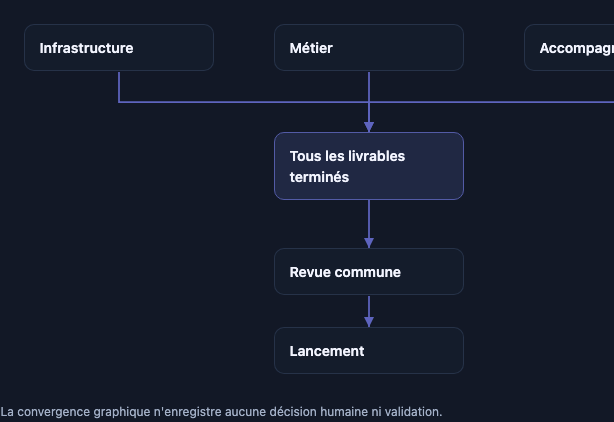 Infrastructure
Métier
Tous les livrables
terminés
Revue commune
Lancement
La convergence graphique n'enregistre aucune décision humaine ni validation.